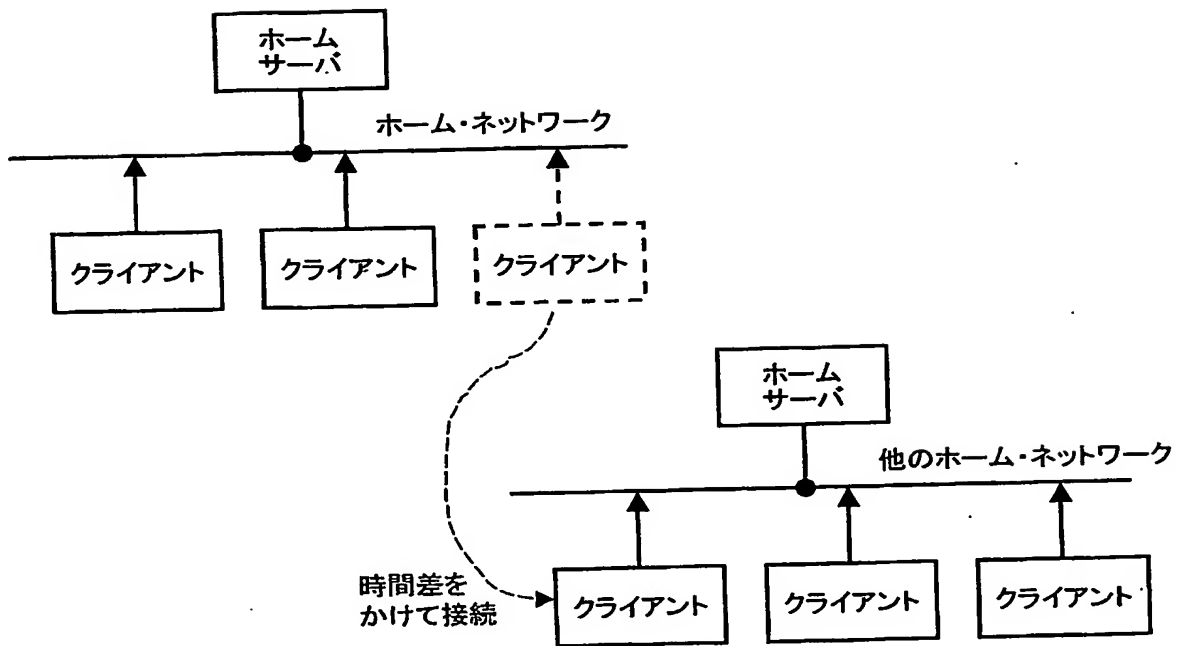 ホーム
サーバ
ホーム・ネットワーク
クライアント
クライアント
クライアント
ホーム
サーバ
他のホーム・ネットワーク
時間差を
かけて接続
クライアント
クライアント
クライアント